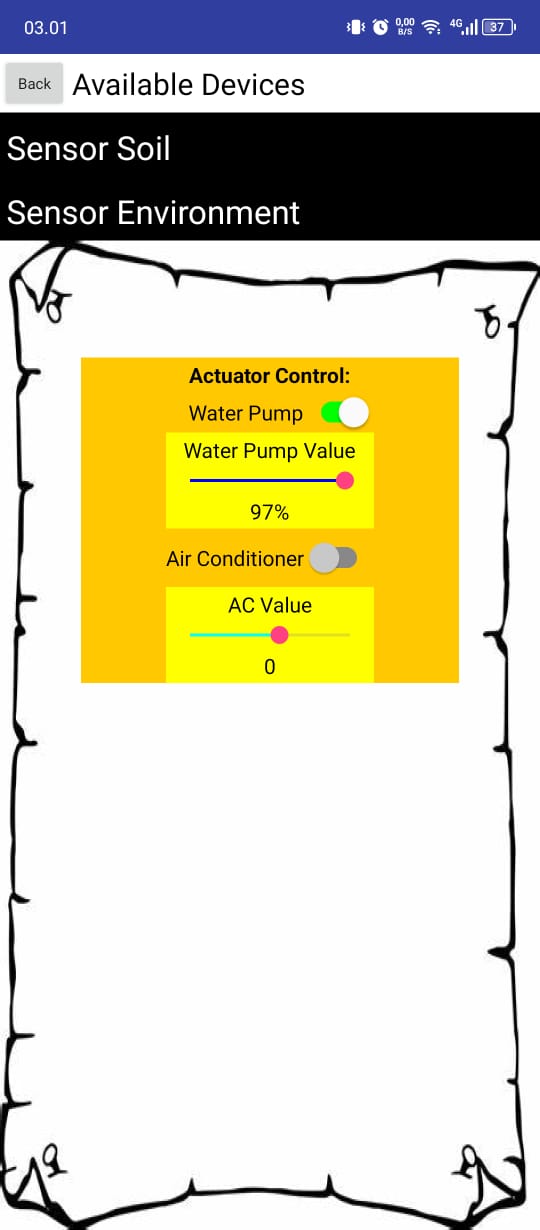 03.01
0,00
B/S
4G
37
Back
Available Devices
Sensor Soil
Sensor Environment
Actuator Control:
Water Pump
Water Pump Value
97%
Air Conditioner
AC Value
0